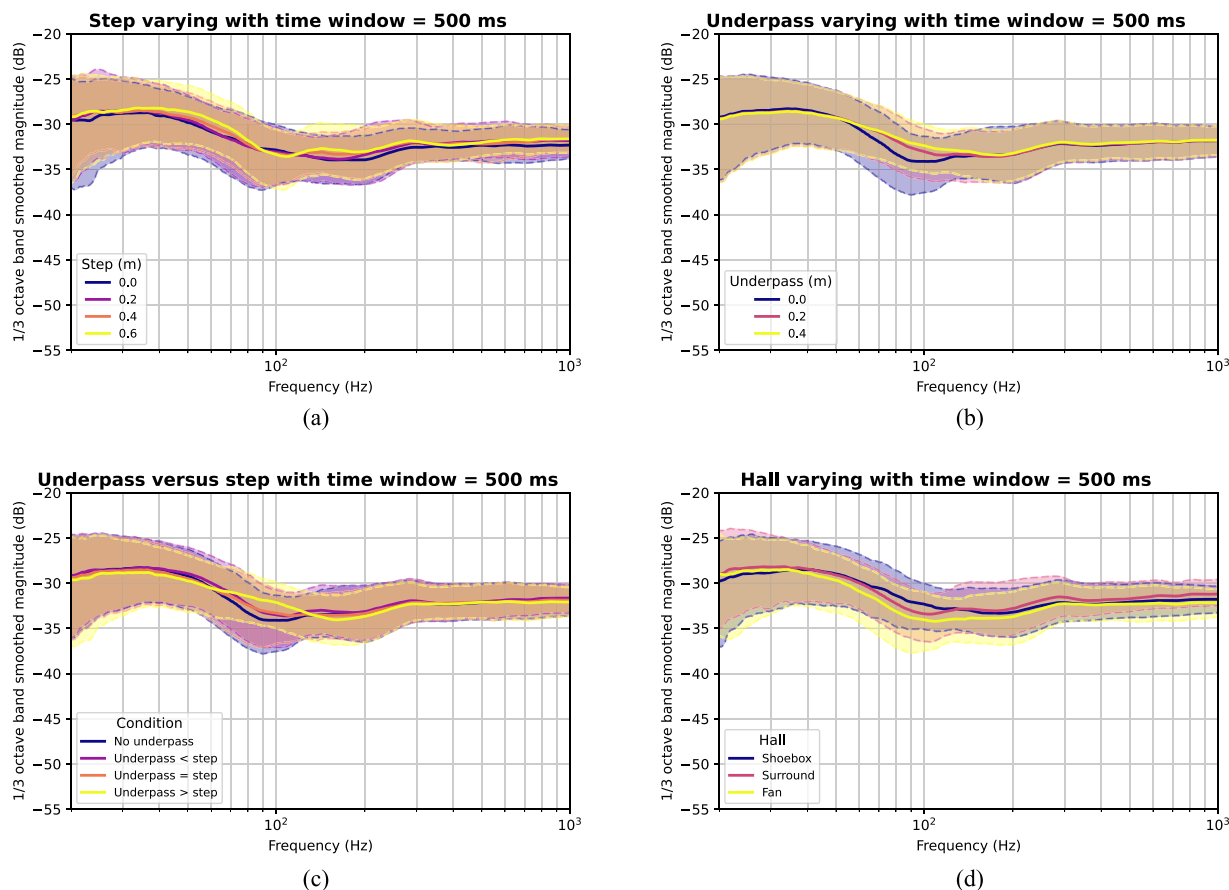 Step varying with time window = 500 ms
1/3 octave band smoothed magnitude (dB)
−20
−25
−30
−35
−40
−45
−50
−55
Step (m)
0.0
0.2
0.4
0.6
10²
10³
Frequency (Hz)
(a)
Underpass varying with time window = 500 ms
1/3 octave band smoothed magnitude (dB)
−20
−25
−30
−35
−40
−45
−50
−55
Underpass (m)
0.0
0.2
0.4
10²
10³
Frequency (Hz)
(b)
Underpass versus step with time window = 500 ms
1/3 octave band smoothed magnitude (dB)
−20
−25
−30
−35
−40
−45
−50
−55
Condition
No underpass
Underpass < step
Underpass = step
Underpass > step
10²
10³
Frequency (Hz)
(c)
Hall varying with time window = 500 ms
1/3 octave band smoothed magnitude (dB)
−20
−25
−30
−35
−40
−45
−50
−55
Hall
Shoebox
Surround
Fan
10²
10³
Frequency (Hz)
(d)